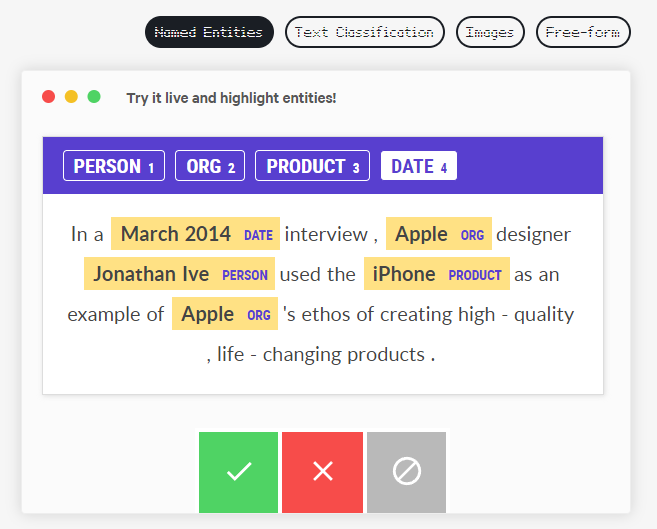 Named Entities Text Classification Images Free-form
Try it live and highlight entities!
PERSON 1 ORG 2 PRODUCT 3 DATE 4
In a March 2014 DATE interview , Apple ORG designer
Jonathan Ive PERSON used the iPhone PRODUCT as an
example of Apple ORG 's ethos of creating high - quality
, life - changing products .